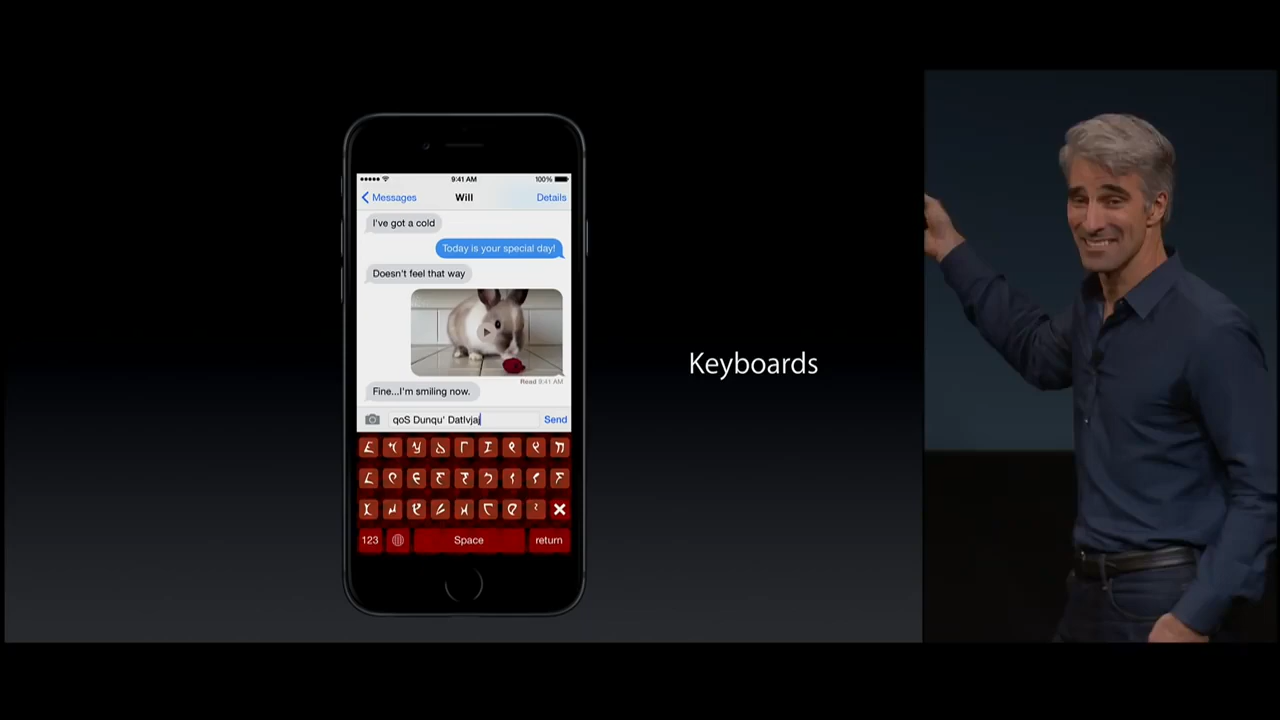 9:41 AM
100%
Messages
Will
Details
I've got a cold
Today is your special day!
Doesn't feel that way
Read 9:41 AM
Fine...I'm smiling now.
qoS Dunqu' DatIvjaj
Send
Keyboards
123
Space
return